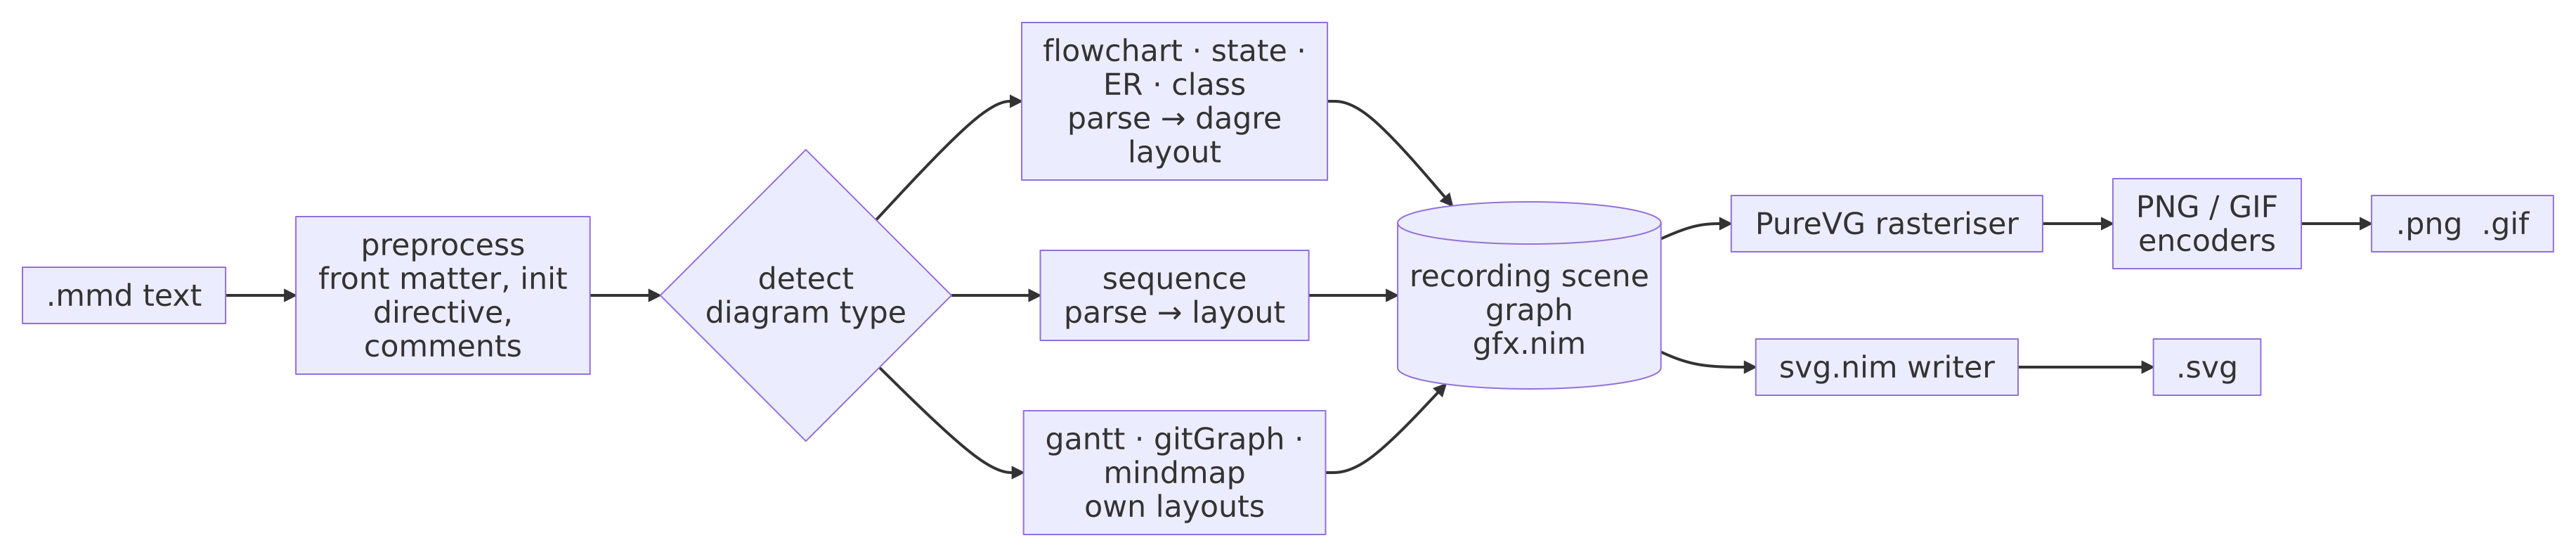 .mmd text
preprocess
front matter, init
directive,
comments
detect
diagram type
flowchart · state ·
ER · class
parse → dagre
layout
sequence
parse → layout
gantt · gitGraph ·
mindmap
own layouts
recording scene
graph
gfx.nim
PureVG rasteriser
PNG / GIF
encoders
.png .gif
svg.nim writer
.svg